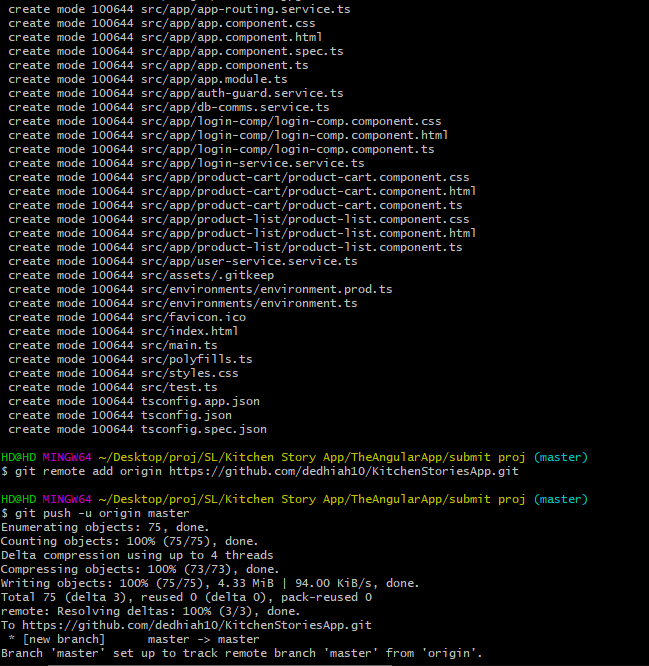 create mode 100644 src/app/app-routing.service.ts
create mode 100644 src/app/app.component.css
create mode 100644 src/app/app.component.html
create mode 100644 src/app/app.component.spec.ts
create mode 100644 src/app/app.component.ts
create mode 100644 src/app/app.module.ts
create mode 100644 src/app/auth-guard.service.ts
create mode 100644 src/app/db-comms.service.ts
create mode 100644 src/app/login-comp/login-comp.component.css
create mode 100644 src/app/login-comp/login-comp.component.html
create mode 100644 src/app/login-comp/login-comp.component.ts
create mode 100644 src/app/login-service.service.ts
create mode 100644 src/app/product-cart/product-cart.component.css
create mode 100644 src/app/product-cart/product-cart.component.html
create mode 100644 src/app/product-cart/product-cart.component.ts
create mode 100644 src/app/product-list/product-list.component.css
create mode 100644 src/app/product-list/product-list.component.html
create mode 100644 src/app/product-list/product-list.component.ts
create mode 100644 src/app/user-service.service.ts
create mode 100644 src/assets/.gitkeep
create mode 100644 src/environments/environment.prod.ts
create mode 100644 src/environments/environment.ts
create mode 100644 src/favicon.ico
create mode 100644 src/index.html
create mode 100644 src/main.ts
create mode 100644 src/polyfills.ts
create mode 100644 src/styles.css
create mode 100644 src/test.ts
create mode 100644 tsconfig.app.json
create mode 100644 tsconfig.json
create mode 100644 tsconfig.spec.json
HD@HD MINGW64 ~/Desktop/proj/SL/Kitchen Story App/TheAngularApp/submit proj (master)
$ git remote add origin https://github.com/dedhiah10/KitchenStoriesApp.git
HD@HD MINGW64 ~/Desktop/proj/SL/Kitchen Story App/TheAngularApp/submit proj (master)
$ git push -u origin master
Enumerating objects: 75, done.
Counting objects: 100% (75/75), done.
Delta compression using up to 4 threads
Compressing objects: 100% (73/73), done.
Writing objects: 100% (75/75), 4.33 MiB | 94.00 KiB/s, done.
Total 75 (delta 3), reused 0 (delta 0), pack-reused 0
remote: Resolving deltas: 100% (3/3), done.
To https://github.com/dedhiah10/KitchenStoriesApp.git
* [new branch] master -> master
Branch 'master' set up to track remote branch 'master' from 'origin'.